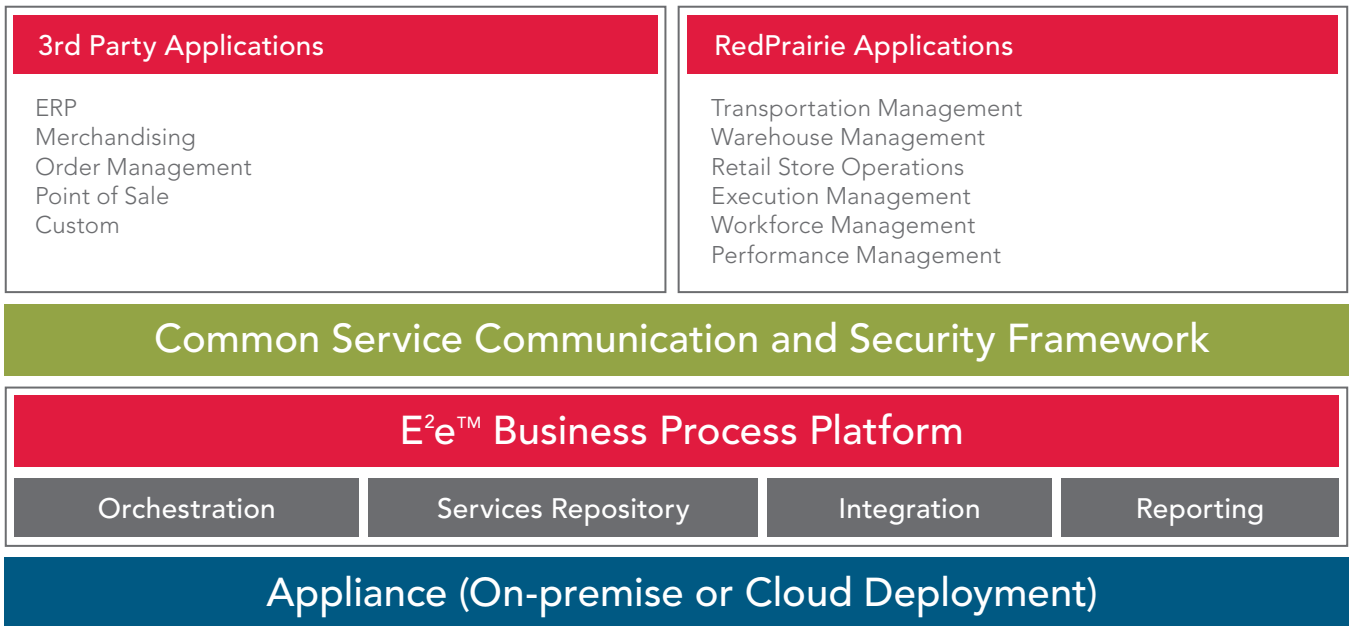 3rd Party Applications
ERP
Merchandising
Order Management
Point of Sale
Custom
RedPrairie Applications
Transportation Management
Warehouse Management
Retail Store Operations
Execution Management
Workforce Management
Performance Management
Common Service Communication and Security Framework
E²e™ Business Process Platform
Orchestration
Services Repository
Integration
Reporting
Appliance (On-premise or Cloud Deployment)